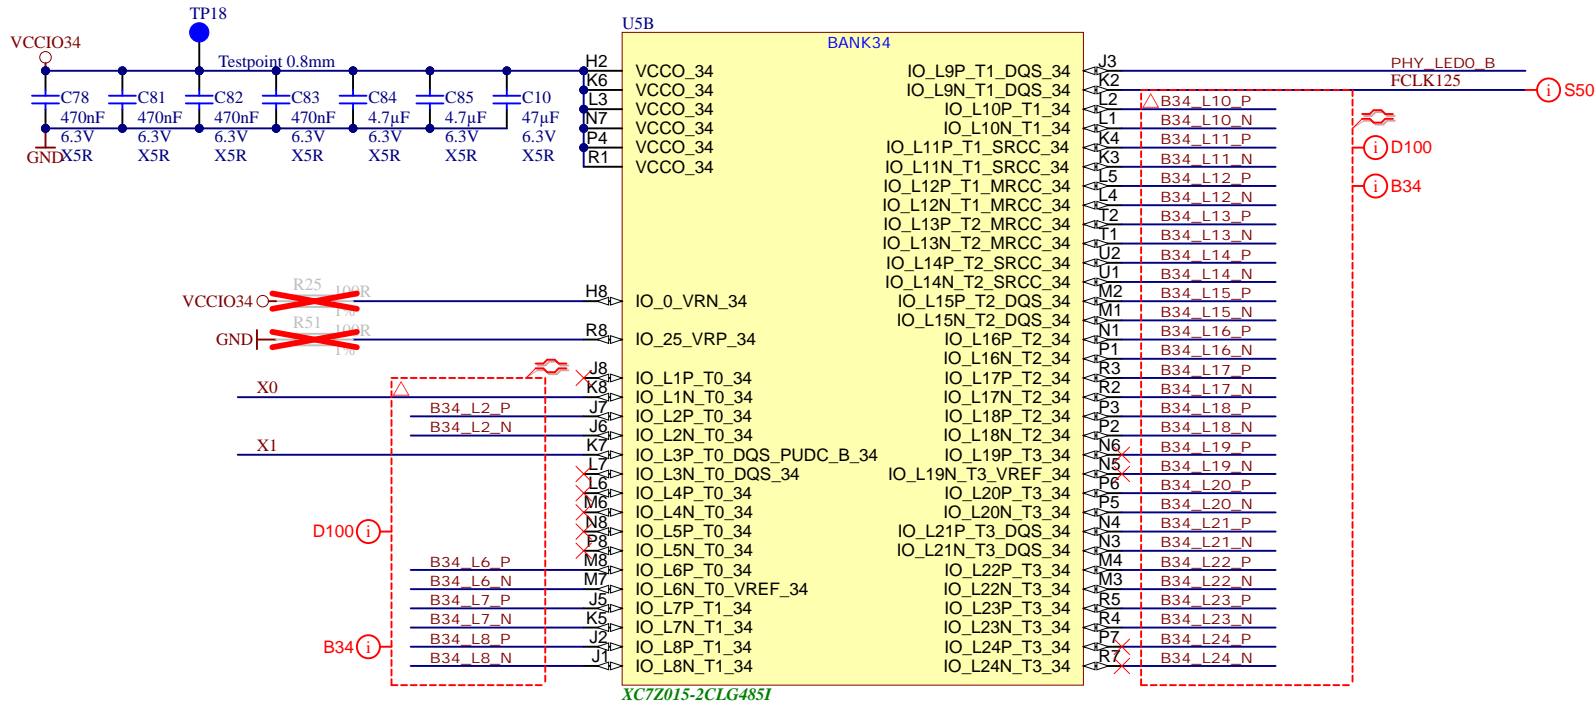 TP18
VCCIO34
Testpoint 0.8mm
C78
470nF
6.3V
X5R
C81
470nF
6.3V
X5R
C82
470nF
6.3V
X5R
C83
470nF
6.3V
X5R
C84
4.7µF
6.3V
X5R
C85
4.7µF
6.3V
X5R
C10
47µF
6.3V
X5R
GND
U5B
BANK34
H2 VCCO_34
K6 VCCO_34
L3 VCCO_34
N7 VCCO_34
P4 VCCO_34
R1 VCCO_34
VCCIO34 R25 100R 1% H8 IO_0_VRN_34
GND R51 100R 1% R8 IO_25_VRP_34
J8 IO_L1P_T0_34
X0 K8 IO_L1N_T0_34
B34_L2_P J7 IO_L2P_T0_34
B34_L2_N J6 IO_L2N_T0_34
X1 K7 IO_L3P_T0_DQS_PUDC_B_34
L7 IO_L3N_T0_DQS_34
L6 IO_L4P_T0_34
M6 IO_L4N_T0_34
D100 i N8 IO_L5P_T0_34
P8 IO_L5N_T0_34
B34_L6_P M8 IO_L6P_T0_34
B34_L6_N M7 IO_L6N_T0_VREF_34
B34_L7_P J5 IO_L7P_T1_34
B34_L7_N K5 IO_L7N_T1_34
B34 i B34_L8_P J2 IO_L8P_T1_34
B34_L8_N J1 IO_L8N_T1_34
IO_L9P_T1_DQS_34 J3 PHY_LED0_B
IO_L9N_T1_DQS_34 K2 FCLK125 i S50
IO_L10P_T1_34 L2 B34_L10_P
IO_L10N_T1_34 L1 B34_L10_N
IO_L11P_T1_SRCC_34 K4 B34_L11_P i D100
IO_L11N_T1_SRCC_34 K3 B34_L11_N
IO_L12P_T1_MRCC_34 L5 B34_L12_P i B34
IO_L12N_T1_MRCC_34 L4 B34_L12_N
IO_L13P_T2_MRCC_34 T2 B34_L13_P
IO_L13N_T2_MRCC_34 T1 B34_L13_N
IO_L14P_T2_SRCC_34 U2 B34_L14_P
IO_L14N_T2_SRCC_34 U1 B34_L14_N
IO_L15P_T2_DQS_34 M2 B34_L15_P
IO_L15N_T2_DQS_34 M1 B34_L15_N
IO_L16P_T2_34 N1 B34_L16_P
IO_L16N_T2_34 P1 B34_L16_N
IO_L17P_T2_34 R3 B34_L17_P
IO_L17N_T2_34 R2 B34_L17_N
IO_L18P_T2_34 P3 B34_L18_P
IO_L18N_T2_34 P2 B34_L18_N
IO_L19P_T3_34 N6 B34_L19_P
IO_L19N_T3_VREF_34 N5 B34_L19_N
IO_L20P_T3_34 P6 B34_L20_P
IO_L20N_T3_34 P5 B34_L20_N
IO_L21P_T3_DQS_34 N4 B34_L21_P
IO_L21N_T3_DQS_34 N3 B34_L21_N
IO_L22P_T3_34 M4 B34_L22_P
IO_L22N_T3_34 M3 B34_L22_N
IO_L23P_T3_34 R5 B34_L23_P
IO_L23N_T3_34 R4 B34_L23_N
IO_L24P_T3_34 P7 B34_L24_P
IO_L24N_T3_34 R7 B34_L24_N
XC7Z015-2CLG485I